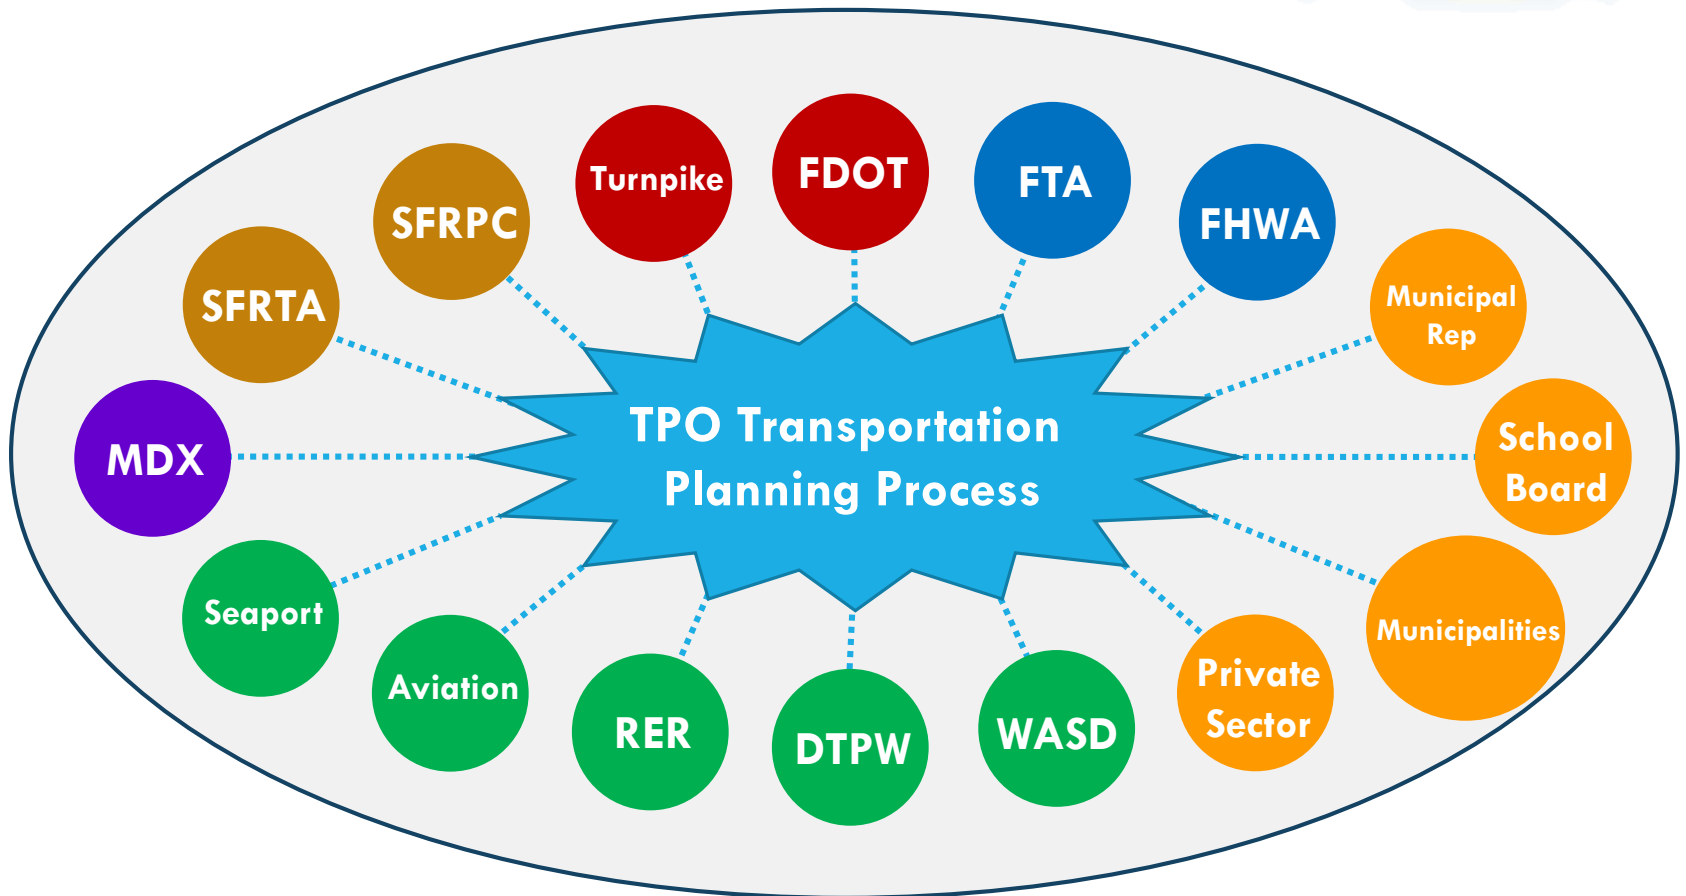 Turnpike
FDOT
FTA
FHWA
SFRPC
SFRTA
Municipal
Rep
MDX
TPO Transportation
Planning Process
School
Board
Seaport
Municipalities
Aviation
RER
DTPW
WASD
Private
Sector